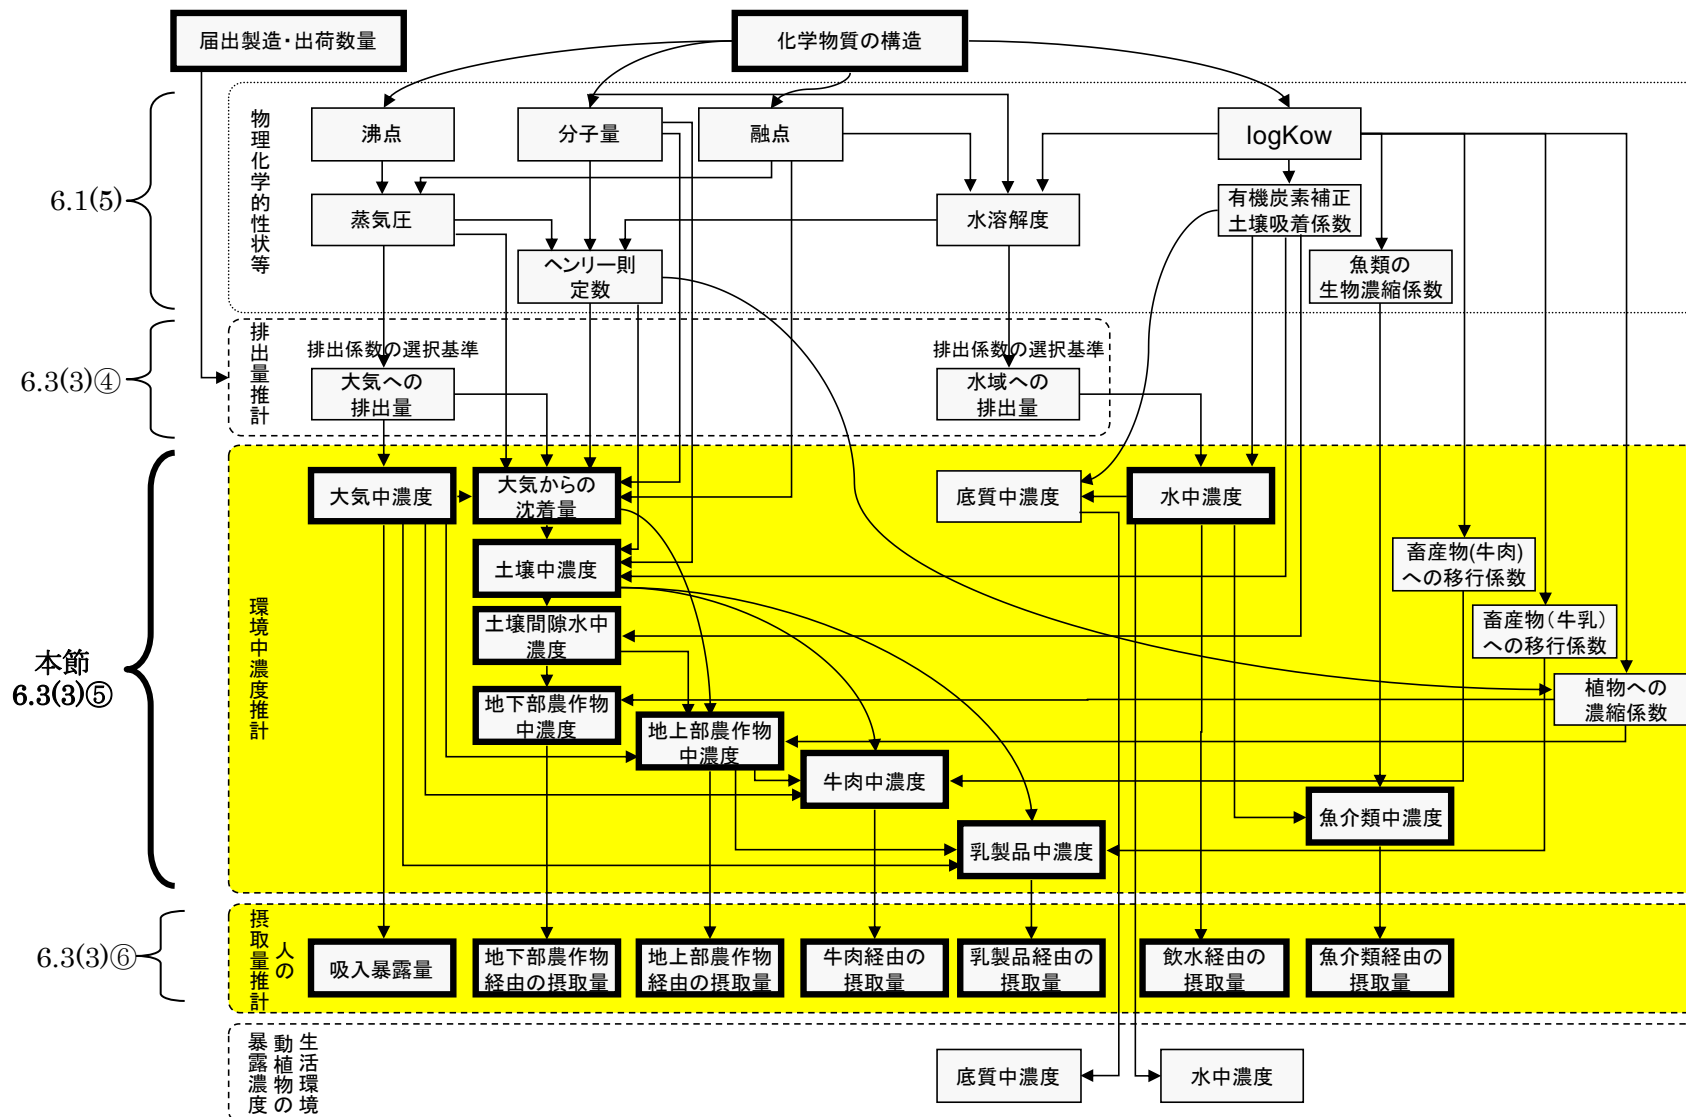 届出製造・出荷数量
化学物質の構造
6.1(5)
物理化学的性状等
沸点
分子量
融点
logKow
蒸気圧
水溶解度
有機炭素補正
土壌吸着係数
ヘンリー則
定数
魚類の
生物濃縮係数
6.3(3)④
排出量推計
排出係数の選択基準
排出係数の選択基準
大気への
排出量
水域への
排出量
本節
6.3(3)⑤
環境中濃度推計
大気中濃度
大気からの
沈着量
底質中濃度
水中濃度
土壌中濃度
畜産物(牛肉)
への移行係数
土壌間隙水中
濃度
畜産物(牛乳)
への移行係数
地下部農作物
中濃度
植物への
濃縮係数
地上部農作物
中濃度
牛肉中濃度
魚介類中濃度
乳製品中濃度
6.3(3)⑥
人の
摂取量推計
吸入暴露量
地下部農作物
経由の摂取量
地上部農作物
経由の摂取量
牛肉経由の
摂取量
乳製品経由の
摂取量
飲水経由の
摂取量
魚介類経由の
摂取量
生活環境
動植物の
暴露濃度
底質中濃度
水中濃度